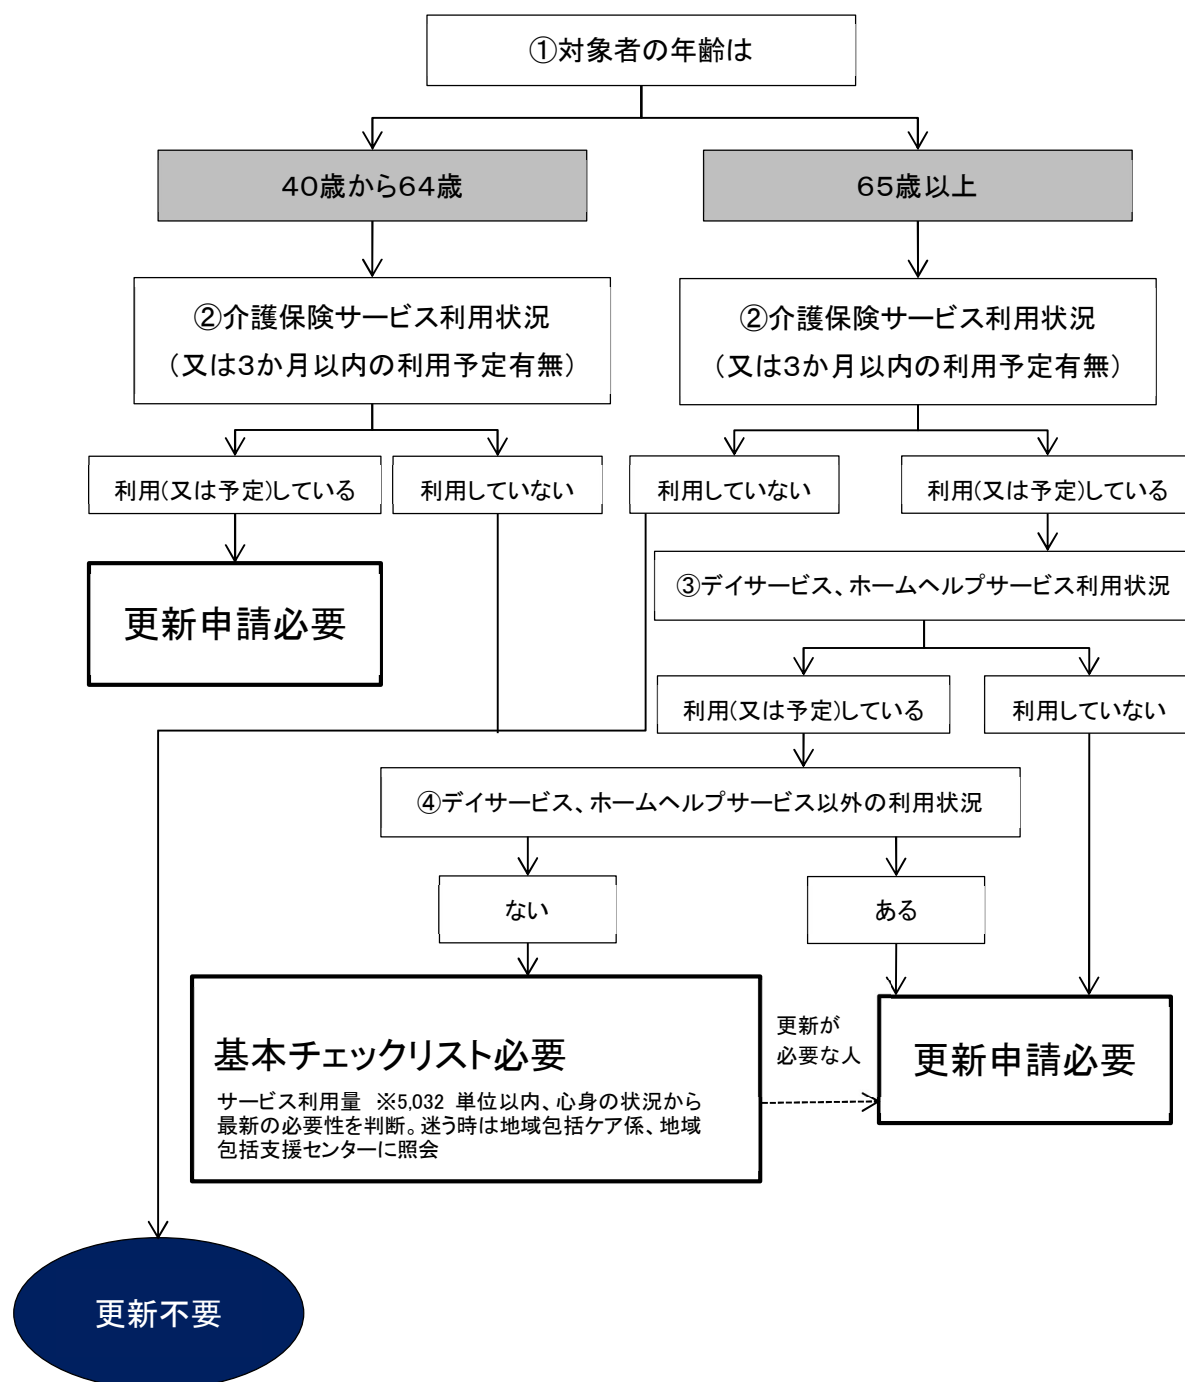 ①対象者の年齢は
40歳から64歳
65歳以上
②介護保険サービス利用状況
（又は3か月以内の利用予定有無）
②介護保険サービス利用状況
（又は3か月以内の利用予定有無）
利用(又は予定)している
利用していない
利用していない
利用(又は予定)している
更新申請必要
③デイサービス、ホームヘルプサービス利用状況
利用(又は予定)している
利用していない
④デイサービス、ホームヘルプサービス以外の利用状況
ない
ある
基本チェックリスト必要
サービス利用量　※5,032 単位以内、心身の状況から
最新の必要性を判断。迷う時は地域包括ケア係、地域
包括支援センターに照会
更新が
必要な人
更新申請必要
更新不要